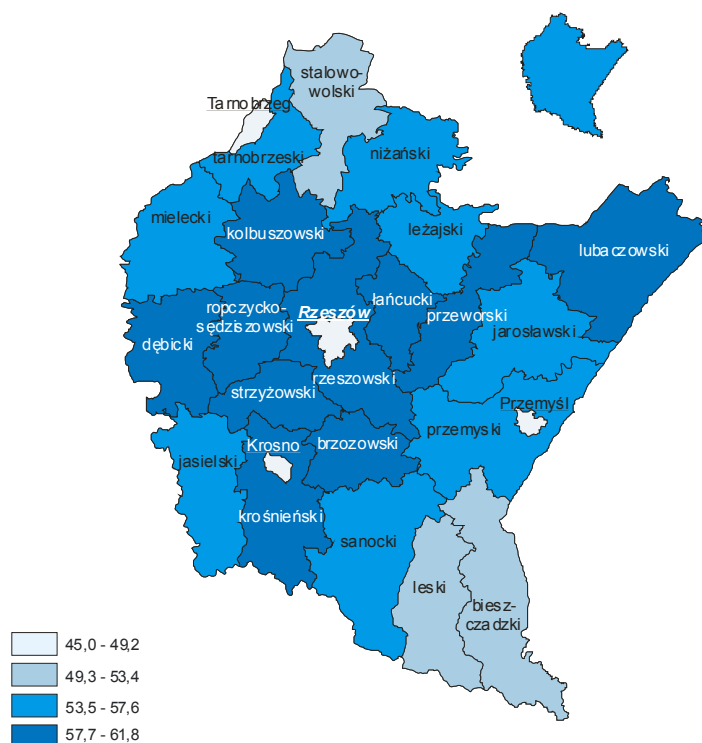 stalowo-
wolski
Tarnobrzeg
tarnobrzeski
niżański
mielecki
kolbuszowski
leżajski
lubaczowski
ropczycko-
sędziszowski
Rzeszów
łańcucki
przeworski
jarosławski
dębicki
rzeszowski
strzyżowski
Przemyśl
Krosno
brzozowski
przemyski
jasielski
krośnieński
sanocki
leski
biesz-
czadzki
45,0 - 49,2
49,3 - 53,4
53,5 - 57,6
57,7 - 61,8